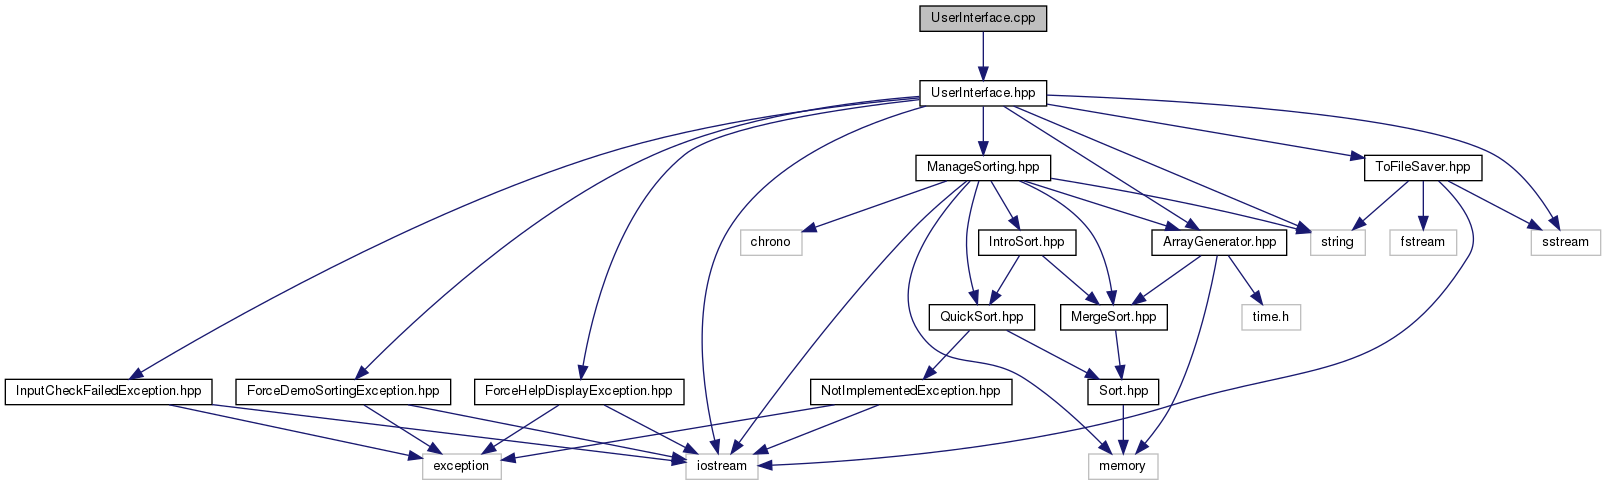 UserInterface.cpp
UserInterface.hpp
ManageSorting.hpp
ToFileSaver.hpp
chrono
IntroSort.hpp
ArrayGenerator.hpp
string
fstream
sstream
QuickSort.hpp
MergeSort.hpp
time.h
InputCheckFailedException.hpp
ForceDemoSortingException.hpp
ForceHelpDisplayException.hpp
NotImplementedException.hpp
Sort.hpp
exception
iostream
memory